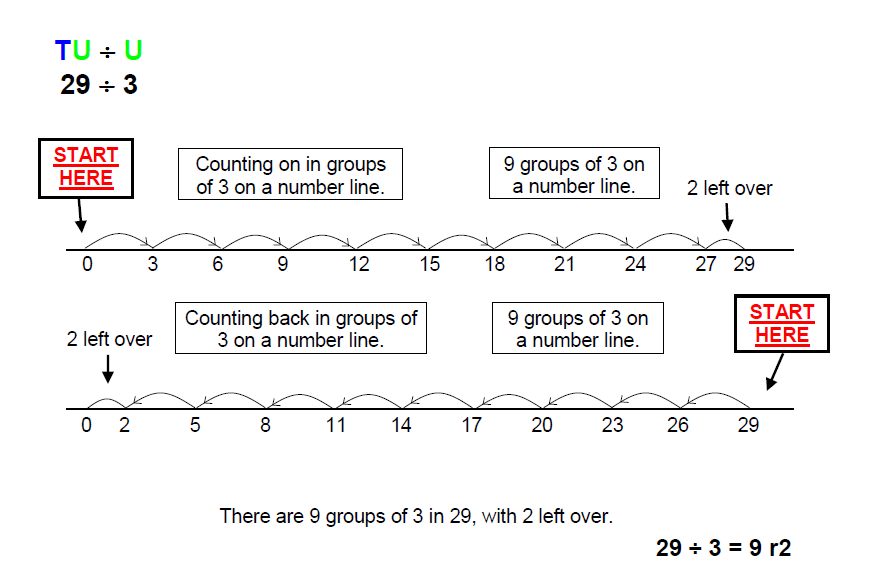 TU ÷ U
29 ÷ 3
START
HERE
Counting on in groups
of 3 on a number line.
9 groups of 3 on
a number line.
2 left over
0 3 6 9 12 15 18 21 24 27 29
2 left over
Counting back in groups of
3 on a number line.
9 groups of 3 on
a number line.
START
HERE
0 2 5 8 11 14 17 20 23 26 29
There are 9 groups of 3 in 29, with 2 left over.
29 ÷ 3 = 9 r2